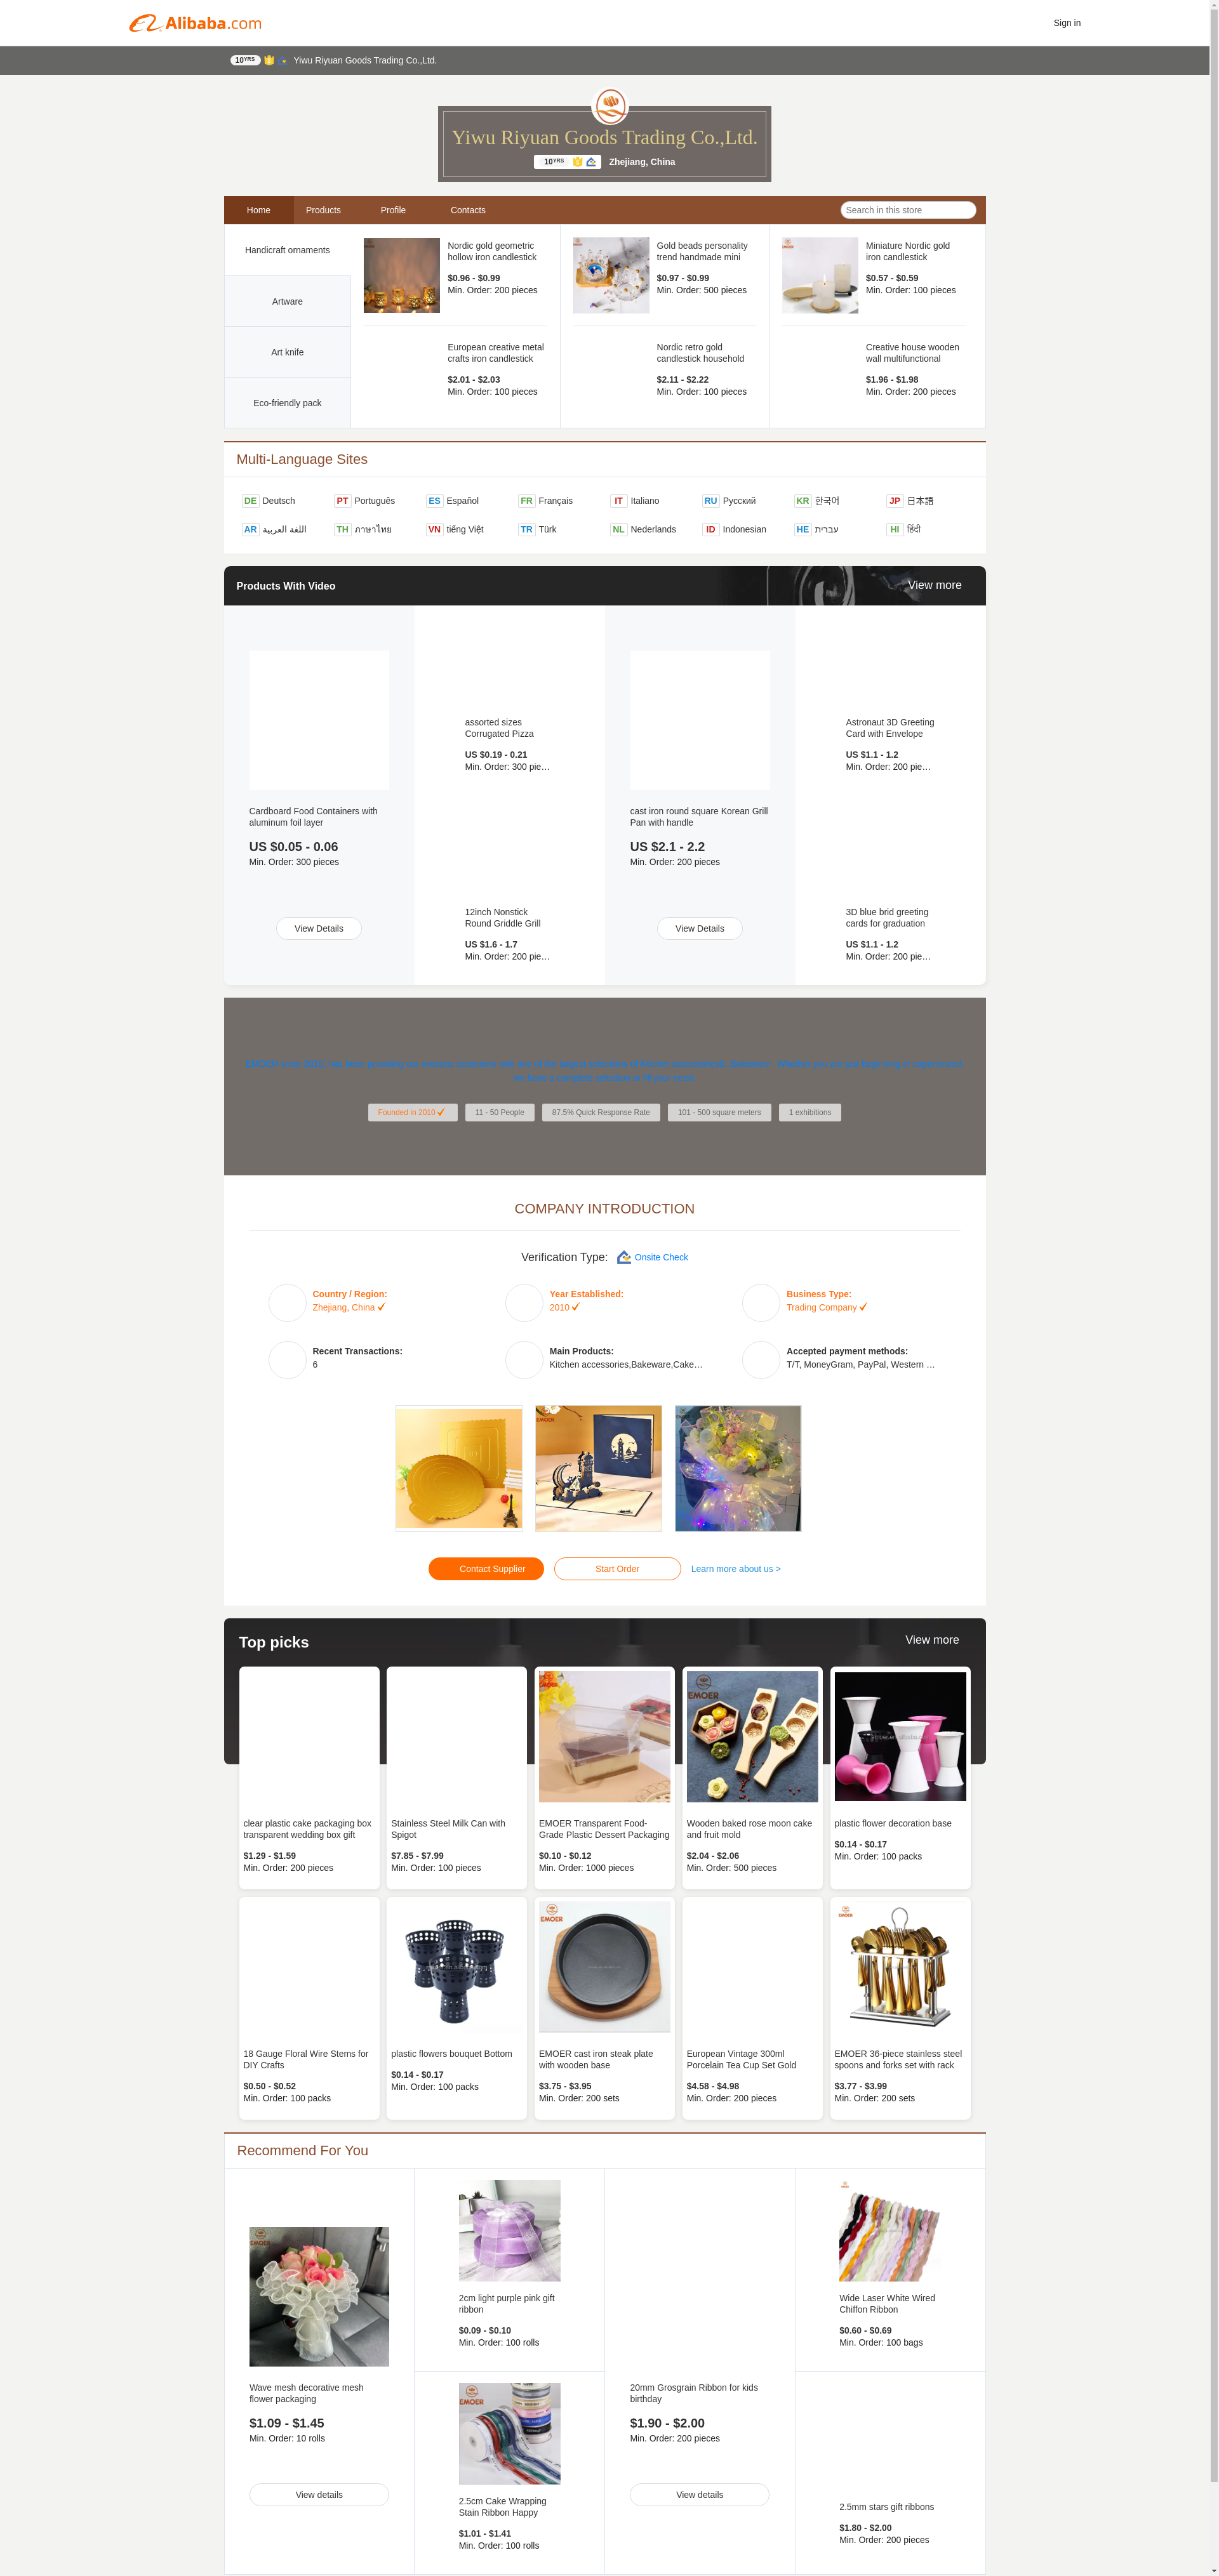 Alibaba.com
Sign in
10YRS Yiwu Riyuan Goods Trading Co.,Ltd.
Yiwu Riyuan Goods Trading Co.,Ltd.
10YRS Zhejiang, China
Home Products Profile Contacts Search in this store
Handicraft ornaments
Artware
Art knife
Eco-friendly pack
Nordic gold geometric
hollow iron candlestick
$0.96 - $0.99
Min. Order: 200 pieces
Gold beads personality
trend handmade mini
$0.97 - $0.99
Min. Order: 500 pieces
Miniature Nordic gold
iron candlestick
$0.57 - $0.59
Min. Order: 100 pieces
European creative metal
crafts iron candlestick
$2.01 - $2.03
Min. Order: 100 pieces
Nordic retro gold
candlestick household
$2.11 - $2.22
Min. Order: 100 pieces
Creative house wooden
wall multifunctional
$1.96 - $1.98
Min. Order: 200 pieces
Multi-Language Sites
DE Deutsch PT Português ES Español FR Français IT Italiano RU Русский KR 한국어 JP 日本語
AR اللغة العربية TH ภาษาไทย VN tiếng Việt TR Türk NL Nederlands ID Indonesian HE עברית HI हिंदी
Products With Video View more
Cardboard Food Containers with
aluminum foil layer
US $0.05 - 0.06
Min. Order: 300 pieces
View Details
assorted sizes
Corrugated Pizza
US $0.19 - 0.21
Min. Order: 300 pie…
12inch Nonstick
Round Griddle Grill
US $1.6 - 1.7
Min. Order: 200 pie…
cast iron round square Korean Grill
Pan with handle
US $2.1 - 2.2
Min. Order: 200 pieces
View Details
Astronaut 3D Greeting
Card with Envelope
US $1.1 - 1.2
Min. Order: 200 pie…
3D blue brid greeting
cards for graduation
US $1.1 - 1.2
Min. Order: 200 pie…
Founded in 2010 11 - 50 People 87.5% Quick Response Rate 101 - 500 square meters 1 exhibitions
COMPANY INTRODUCTION
Verification Type: Onsite Check
Country / Region:
Zhejiang, China
Year Established:
2010
Business Type:
Trading Company
Recent Transactions:
6
Main Products:
Kitchen accessories,Bakeware,Cake…
Accepted payment methods:
T/T, MoneyGram, PayPal, Western …
EMOER
Contact Supplier Start Order Learn more about us >
Top picks View more
EMOER
clear plastic cake packaging box
transparent wedding box gift
$1.29 - $1.59
Min. Order: 200 pieces
Stainless Steel Milk Can with
Spigot
$7.85 - $7.99
Min. Order: 100 pieces
EMOER Transparent Food-
Grade Plastic Dessert Packaging
$0.10 - $0.12
Min. Order: 1000 pieces
Wooden baked rose moon cake
and fruit mold
$2.04 - $2.06
Min. Order: 500 pieces
plastic flower decoration base
$0.14 - $0.17
Min. Order: 100 packs
EMOER
18 Gauge Floral Wire Stems for
DIY Crafts
$0.50 - $0.52
Min. Order: 100 packs
plastic flowers bouquet Bottom
$0.14 - $0.17
Min. Order: 100 packs
EMOER cast iron steak plate
with wooden base
$3.75 - $3.95
Min. Order: 200 sets
European Vintage 300ml
Porcelain Tea Cup Set Gold
$4.58 - $4.98
Min. Order: 200 pieces
EMOER 36-piece stainless steel
spoons and forks set with rack
$3.77 - $3.99
Min. Order: 200 sets
Recommend For You
EMOER
Wave mesh decorative mesh
flower packaging
$1.09 - $1.45
Min. Order: 10 rolls
View details
2cm light purple pink gift
ribbon
$0.09 - $0.10
Min. Order: 100 rolls
EMOER
2.5cm Cake Wrapping
Stain Ribbon Happy
$1.01 - $1.41
Min. Order: 100 rolls
20mm Grosgrain Ribbon for kids
birthday
$1.90 - $2.00
Min. Order: 200 pieces
View details
Wide Laser White Wired
Chiffon Ribbon
$0.60 - $0.69
Min. Order: 100 bags
2.5mm stars gift ribbons
$1.80 - $2.00
Min. Order: 200 pieces